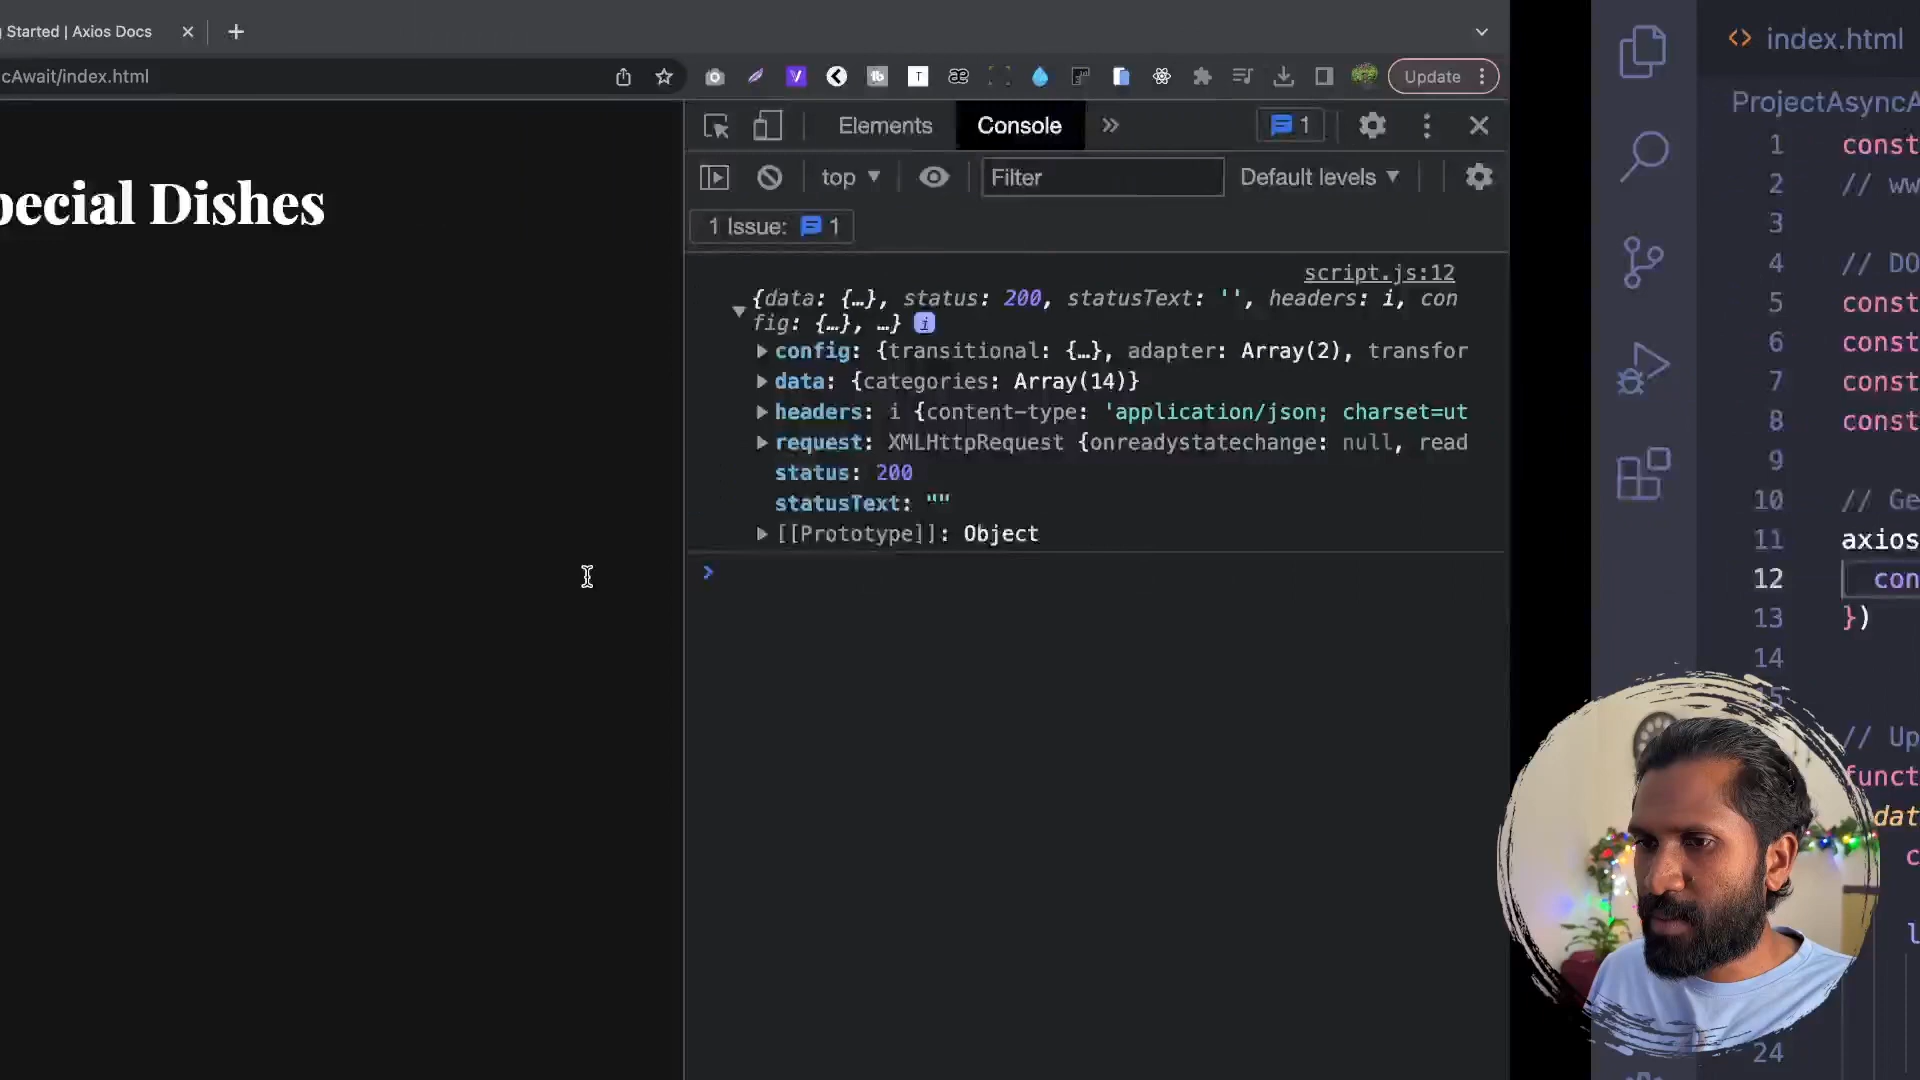 Started | Axios Docs
cAwait/index.html
Update
pecial Dishes
Elements
Console
1
top
Filter
Default levels
1 Issue:
1
script.js:12
{data: {…}, status: 200, statusText: '', headers: i, con
fig: {…}, …}
i
config: {transitional: {…}, adapter: Array(2), transfor
data: {categories: Array(14)}
headers: i {content-type: 'application/json; charset=ut
request: XMLHttpRequest {onreadystatechange: null, read
status: 200
statusText: ""
[[Prototype]]: Object
index.html
ProjectAsyncA
1 const
2 // ww
3
4 // DO
5 const
6 const
7 const
8 const
9
10 // Ge
11 axios
12 con
13 })
14
15
// Up
funct
dat
c
l
24